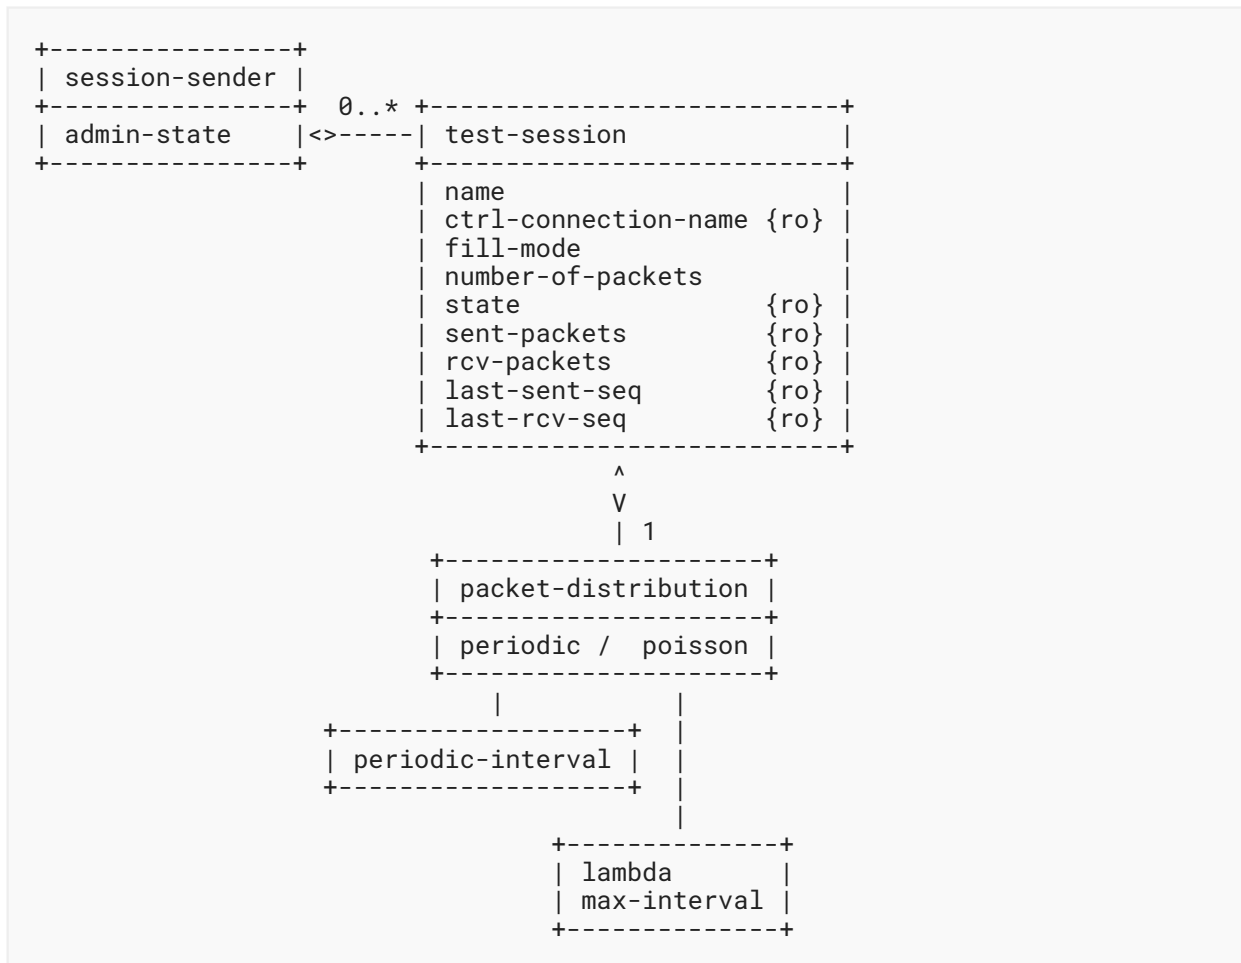 +----------------+
| session-sender |
+----------------+  0..* +---------------------------+
| admin-state    |<>-----| test-session              |
+----------------+       +---------------------------+
                         | name                      |
                         | ctrl-connection-name {ro} |
                         | fill-mode                 |
                         | number-of-packets         |
                         | state                {ro} |
                         | sent-packets         {ro} |
                         | rcv-packets          {ro} |
                         | last-sent-seq        {ro} |
                         | last-rcv-seq         {ro} |
                         +---------------------------+
                                      ^
                                      V
                                      | 1
                          +---------------------+
                          | packet-distribution |
                          +---------------------+
                          | periodic /  poisson |
                          +---------------------+
                              |           |
                   +-------------------+  |
                   | periodic-interval |  |
                   +-------------------+  |
                                          |
                                  +--------------+
                                  | lambda       |
                                  | max-interval |
                                  +--------------+